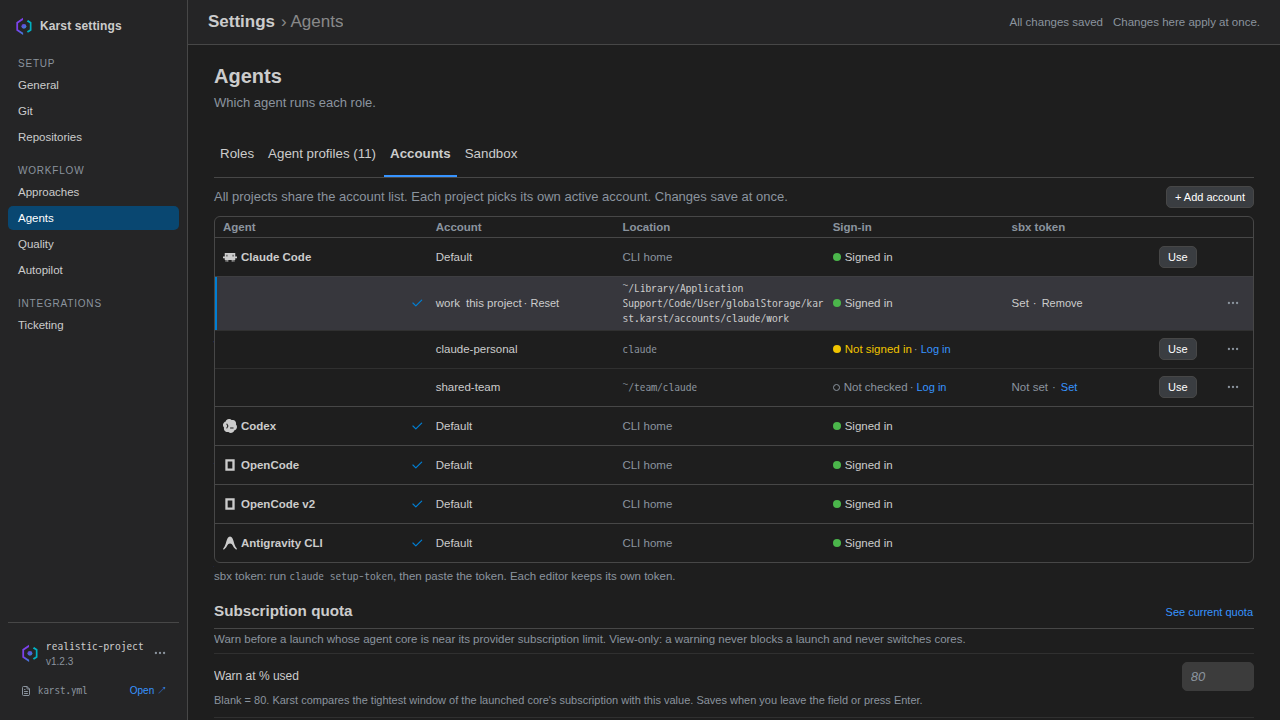 Karst settings
Settings › Agents
All changes saved Changes here apply at once.
SETUP
General
Git
Repositories
WORKFLOW
Approaches
Agents
Quality
Autopilot
INTEGRATIONS
Ticketing
realistic-project
v1.2.3
karst.yml
Open ↗
Agents
Which agent runs each role.
Roles Agent profiles (11) Accounts Sandbox
All projects share the account list. Each project picks its own active account. Changes save at once.
+ Add account
Agent Account Location Sign-in sbx token
Claude Code Default CLI home Signed in Use
work this project · Reset
~/Library/Application
Support/Code/User/globalStorage/kar
st.karst/accounts/claude/work
Signed in Set · Remove ···
claude-personal claude Not signed in · Log in Use ···
shared-team ~/team/claude Not checked · Log in Not set · Set Use ···
Codex Default CLI home Signed in
OpenCode Default CLI home Signed in
OpenCode v2 Default CLI home Signed in
Antigravity CLI Default CLI home Signed in
sbx token: run claude setup-token, then paste the token. Each editor keeps its own token.
Subscription quota
See current quota
Warn before a launch whose agent core is near its provider subscription limit. View-only: a warning never blocks a launch and never switches cores.
Warn at % used
80
Blank = 80. Karst compares the tightest window of the launched core's subscription with this value. Saves when you leave the field or press Enter.